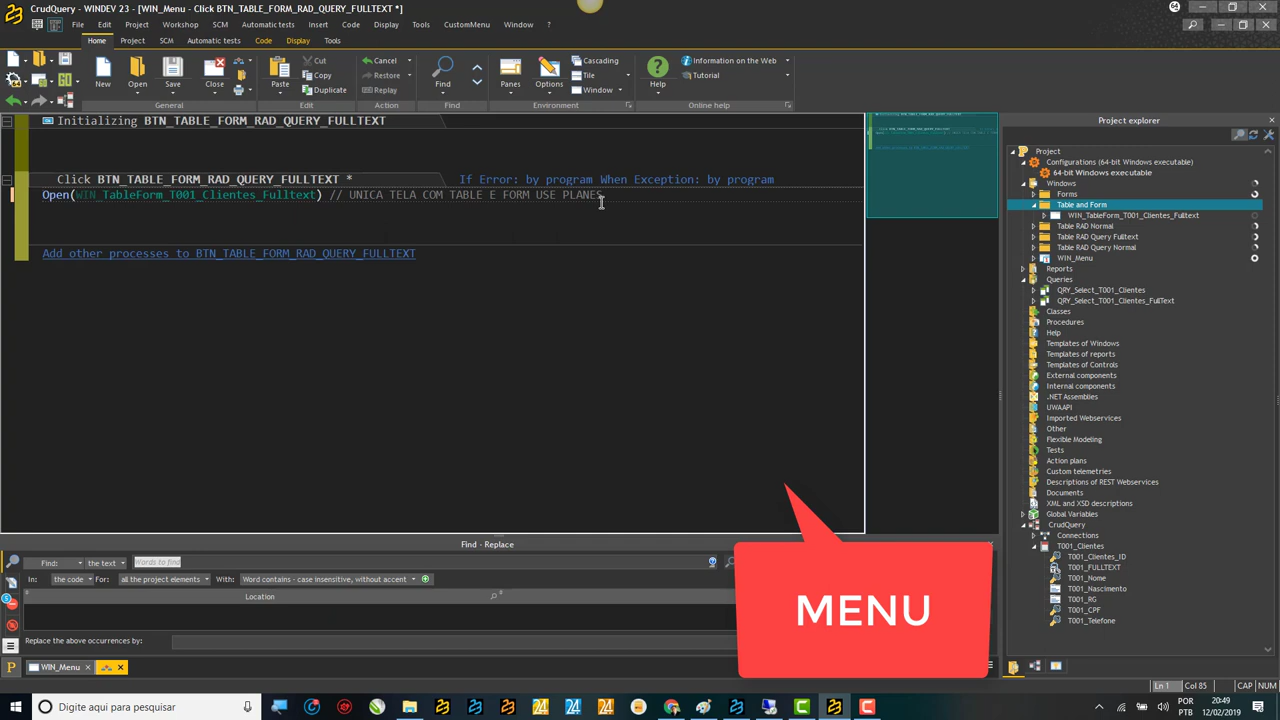 CrudQuery - WINDEV 23 - WIN_Menu - Click BTN_TABLE_FORM_RAD_QUERY_FULLTEXT *
64
Home Project Workshop SCM Automatic tests Insert Code Display Tools CustomMenu Window ?
Home Project SCM Automatic tests Code Display Tools
New Open Save Close
General
Paste Cut
Copy
Duplicate
Edit
Cancel
Restore
Replay
Action
Find
Find
Panes Options Cascading
Tile
Window
Environment
Help Information on the Web
Tutorial
Online help
Initializing BTN_TABLE_FORM_RAD_QUERY_FULLTEXT
Click BTN_TABLE_FORM_RAD_QUERY_FULLTEXT * If Error: by program When Exception: by program
Open(WIN_TableForm_T001_Clientes_Fulltext) // UNICA TELA COM TABLE E FORM USE PLANES
Add other processes to BTN_TABLE_FORM_RAD_QUERY_FULLTEXT
Project explorer
Project
Configurations (64-bit Windows executable)
64-bit Windows executable
Windows
Forms
Table and Form
WIN_TableForm_T001_Clientes_Fulltext
Table RAD Normal
Table RAD Query Fulltext
Table RAD Query Normal
WIN_Menu
Reports
Queries
QRY_Select_T001_Clientes
QRY_Select_T001_Clientes_FullText
Classes
Procedures
Help
Templates of Windows
Templates of reports
Templates of Controls
External components
Internal components
.NET Assemblies
UWAAPI
Imported Webservices
Other
Flexible Modeling
Tests
Action plans
Custom telemetries
Descriptions of REST Webservices
Documents
XML and XSD descriptions
Global Variables
CrudQuery
Connections
T001_Clientes
T001_Clientes_ID
T001_FULLTEXT
T001_Nome
T001_Nascimento
T001_RG
T001_CPF
T001_Telefone
Find - Replace
Find: the text Words to find
In: the code For: all the project elements With: Word contains - case insensitive, without accent
Location
Replace the above occurrences by:
MENU
WIN_Menu
Ln 1 Col 85 CAP NUM
Digite aqui para pesquisar
24 24 24
POR
PTB
20:49
12/02/2019